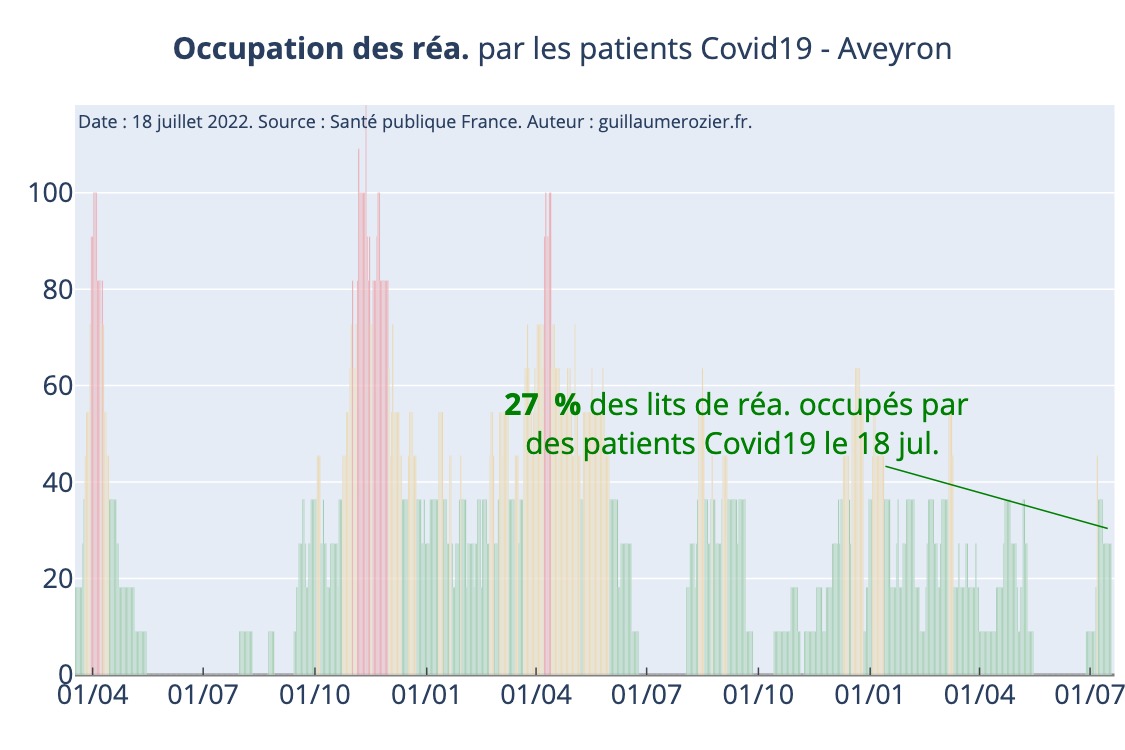 Occupation des réa. par les patients Covid19 - Aveyron
Date : 18 juillet 2022. Source : Santé publique France. Auteur : guillaumerozier.fr.
100
80
60
27 % des lits de réa. occupés par
des patients Covid19 le 18 jul.
40
20
0
01/04 01/07 01/10 01/01 01/04 01/07 01/10 01/01 01/04 01/07